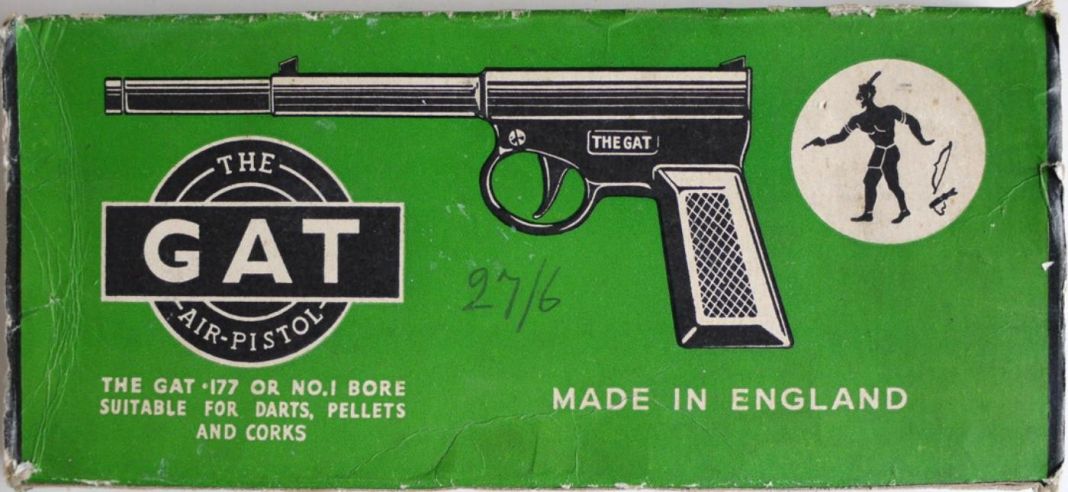 THE
GAT
AIR-PISTOL
THE GAT ·177 OR NO.1 BORE
SUITABLE FOR DARTS, PELLETS
AND CORKS
THE GAT
27/6
MADE IN ENGLAND